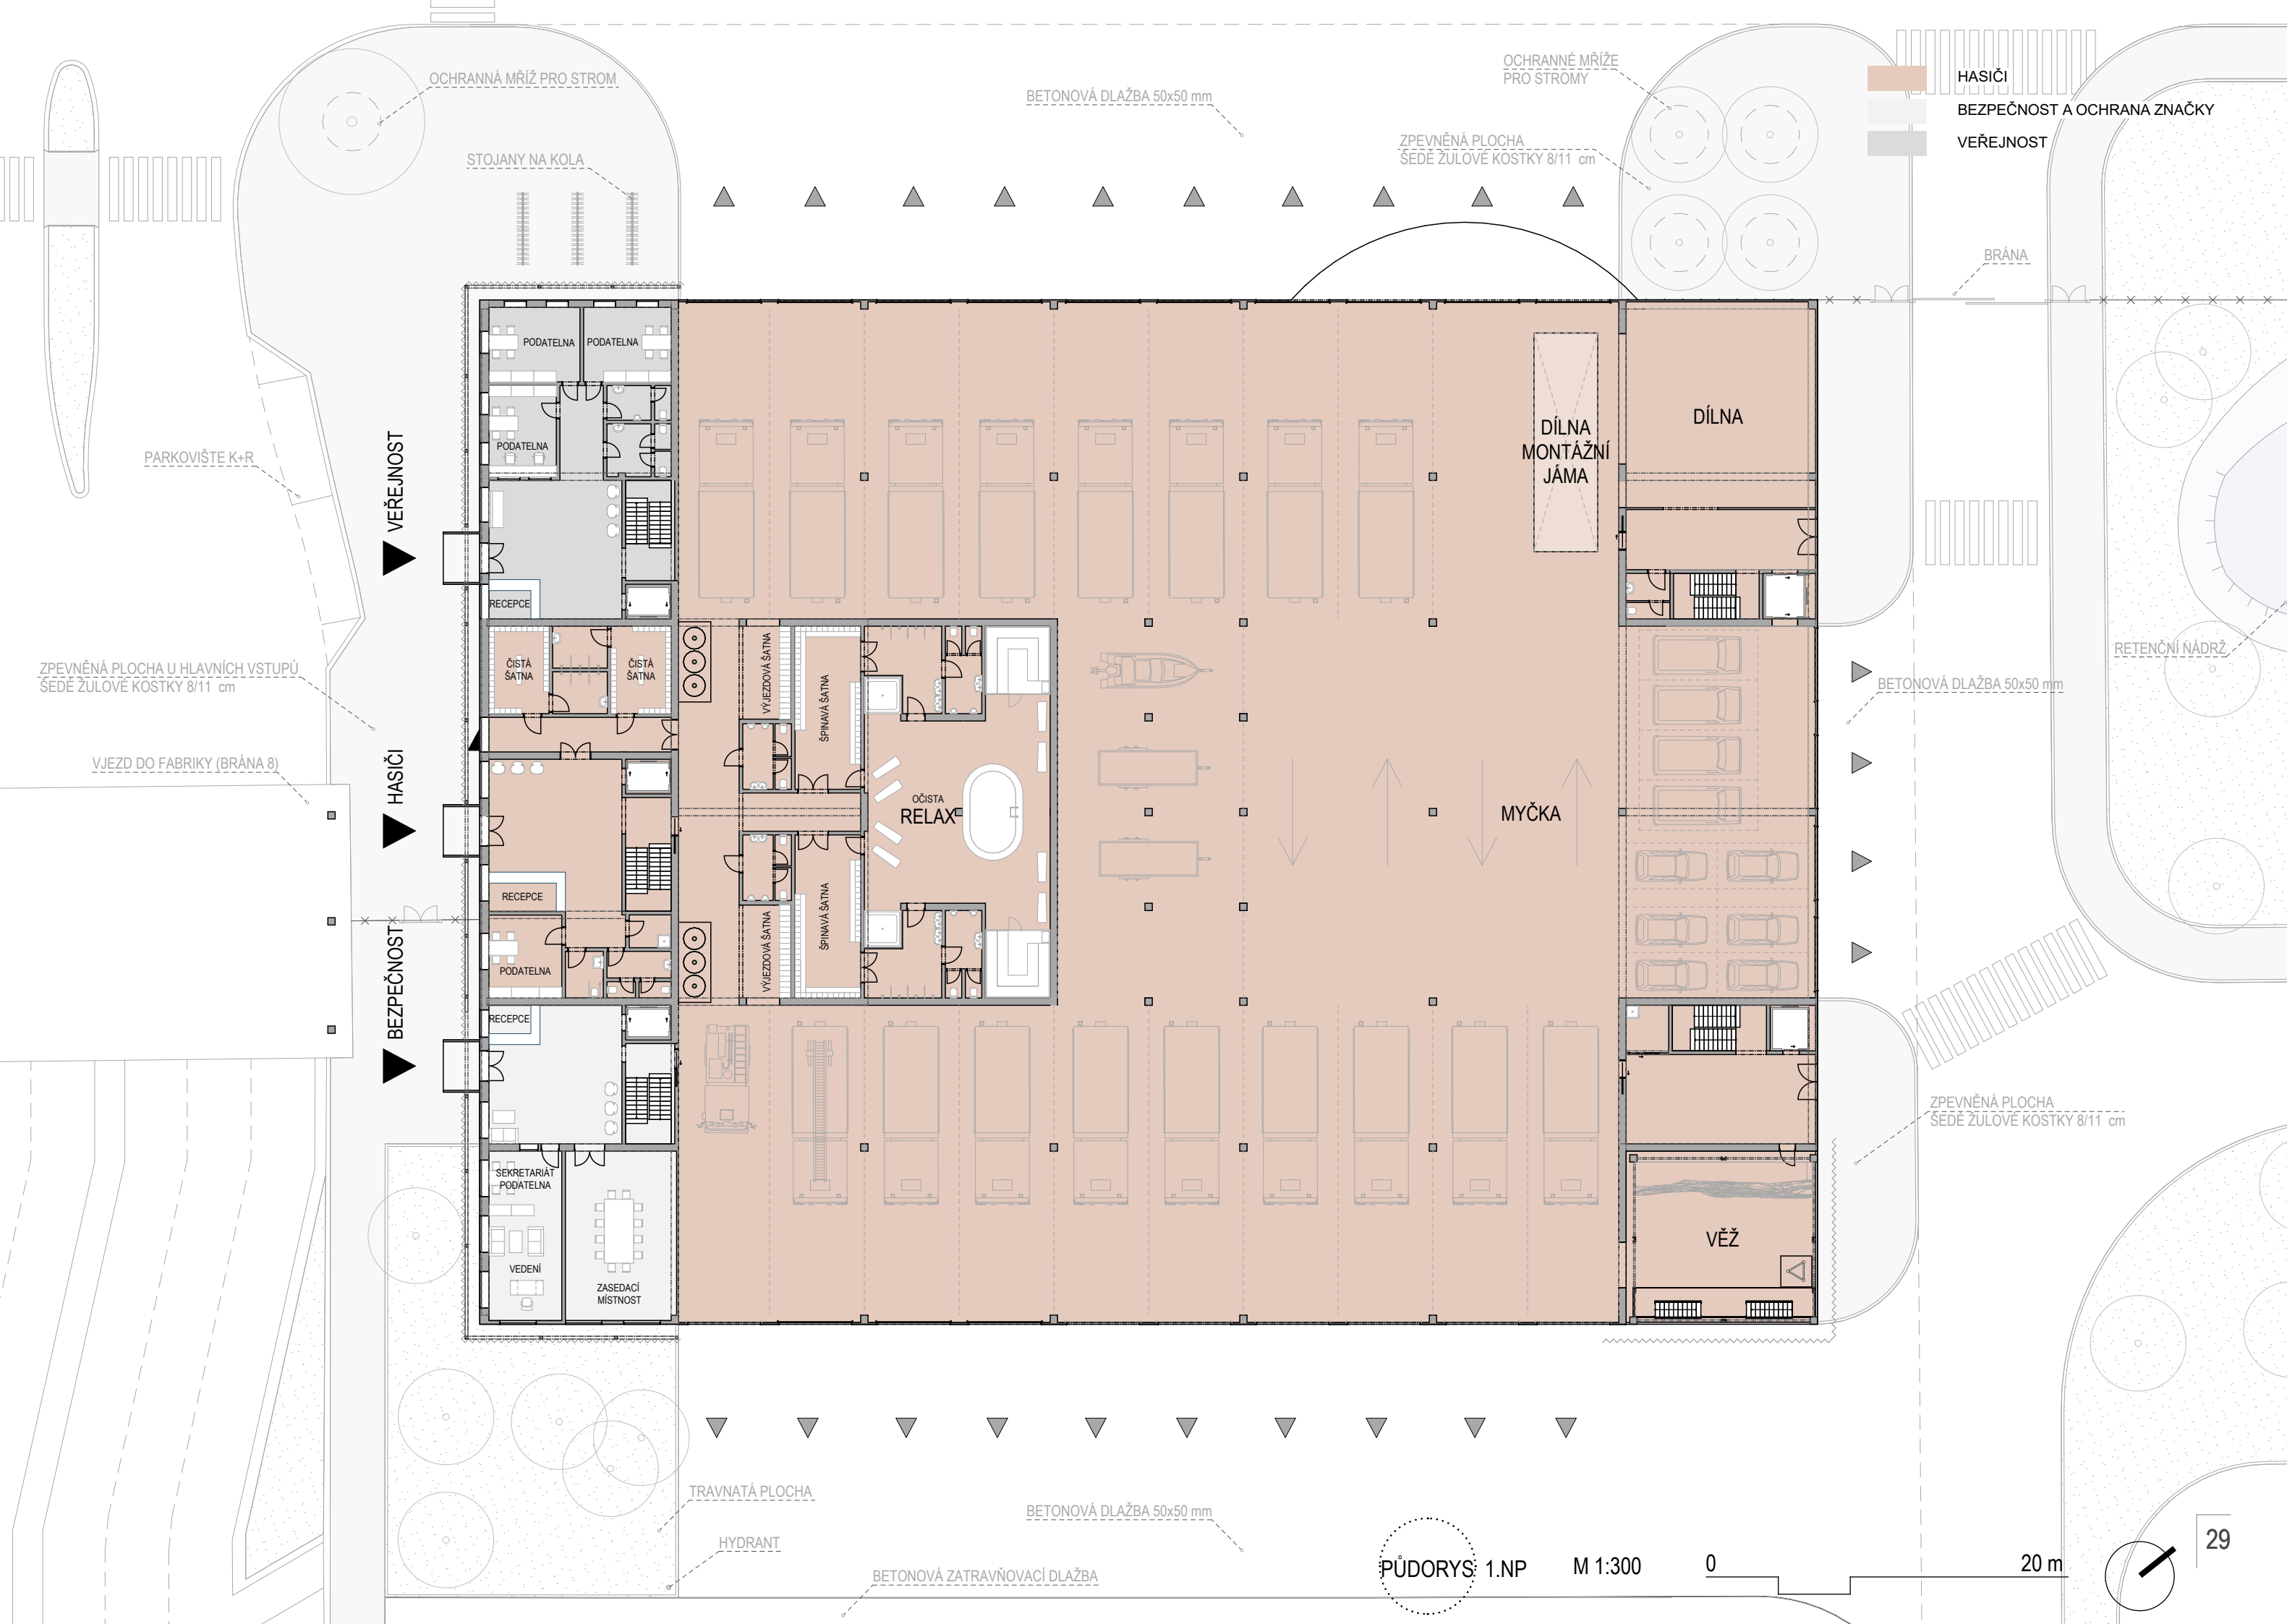 OCHRANNÁ MŘÍŽ PRO STROM
STOJANY NA KOLA
BETONOVÁ DLAŽBA 50x50 mm
OCHRANNÉ MŘÍŽE
PRO STROMY
ZPEVNĚNÁ PLOCHA
ŠEDÉ ŽULOVÉ KOSTKY 8/11 cm
HASIČI
BEZPEČNOST A OCHRANA ZNAČKY
VEŘEJNOST
BRÁNA
PODATELNA
PODATELNA
PODATELNA
PARKOVIŠTE K+R
VEŘEJNOST
RECEPCE
DÍLNA
MONTÁŽNÍ
JÁMA
DÍLNA
ZPEVNĚNÁ PLOCHA U HLAVNÍCH VSTUPŮ
ŠEDÉ ŽULOVÉ KOSTKY 8/11 cm
ČISTÁ
ŠATNA
ČISTÁ
ŠATNA
VÝJEZDOVÁ ŠATNA
ŠPINAVÁ ŠATNA
RETENČNÍ NÁDRŽ
BETONOVÁ DLAŽBA 50x50 mm
VJEZD DO FABRIKY (BRÁNA 8)
HASIČI
OČISTA
RELAX
MYČKA
RECEPCE
PODATELNA
VÝJEZDOVÁ ŠATNA
ŠPINAVÁ ŠATNA
BEZPEČNOST
RECEPCE
ZPEVNĚNÁ PLOCHA
ŠEDÉ ŽULOVÉ KOSTKY 8/11 cm
SEKRETARIÁT
PODATELNA
VEDENÍ
ZASEDACÍ
MÍSTNOST
VĚŽ
TRAVNATÁ PLOCHA
HYDRANT
BETONOVÁ DLAŽBA 50x50 mm
BETONOVÁ ZATRAVŇOVACÍ DLAŽBA
PŮDORYS 1.NP
M 1:300
0
20 m
29